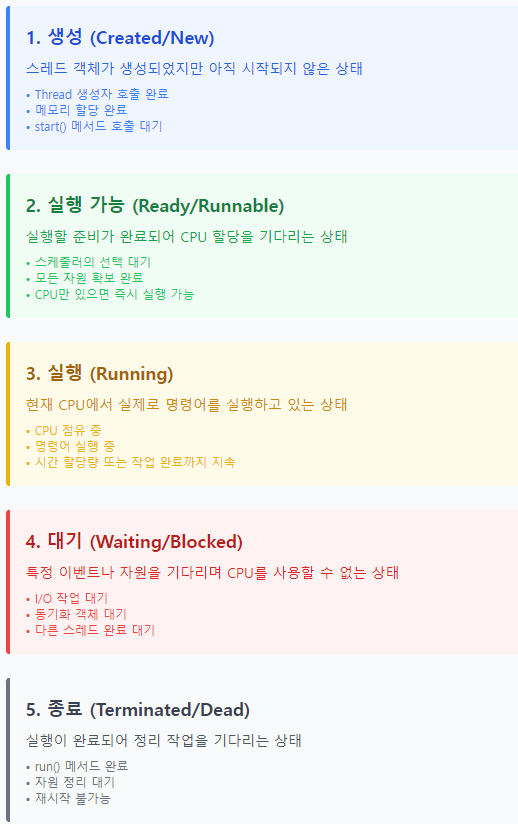 1. 생성 (Created/New)
스레드 객체가 생성되었지만 아직 시작되지 않은 상태
• Thread 생성자 호출 완료
• 메모리 할당 완료
• start() 메서드 호출 대기
2. 실행 가능 (Ready/Runnable)
실행할 준비가 완료되어 CPU 할당을 기다리는 상태
• 스케줄러의 선택 대기
• 모든 자원 확보 완료
• CPU만 있으면 즉시 실행 가능
3. 실행 (Running)
현재 CPU에서 실제로 명령어를 실행하고 있는 상태
• CPU 점유 중
• 명령어 실행 중
• 시간 할당량 또는 작업 완료까지 지속
4. 대기 (Waiting/Blocked)
특정 이벤트나 자원을 기다리며 CPU를 사용할 수 없는 상태
• I/O 작업 대기
• 동기화 객체 대기
• 다른 스레드 완료 대기
5. 종료 (Terminated/Dead)
실행이 완료되어 정리 작업을 기다리는 상태
• run() 메서드 완료
• 자원 정리 대기
• 재시작 불가능